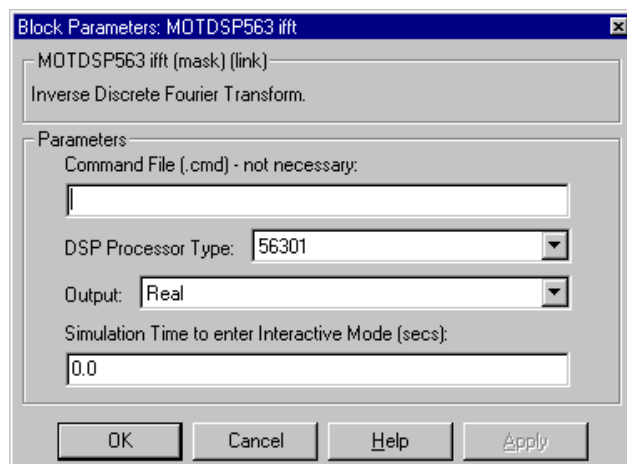 Block Parameters: MOTDSP563 ifft
MOTDSP563 ifft (mask) (link)
Inverse Discrete Fourier Transform.
Parameters
Command File (.cmd) - not necessary:
DSP Processor Type: 56301
Output: Real
Simulation Time to enter Interactive Mode (secs):
0.0
OK Cancel Help Apply